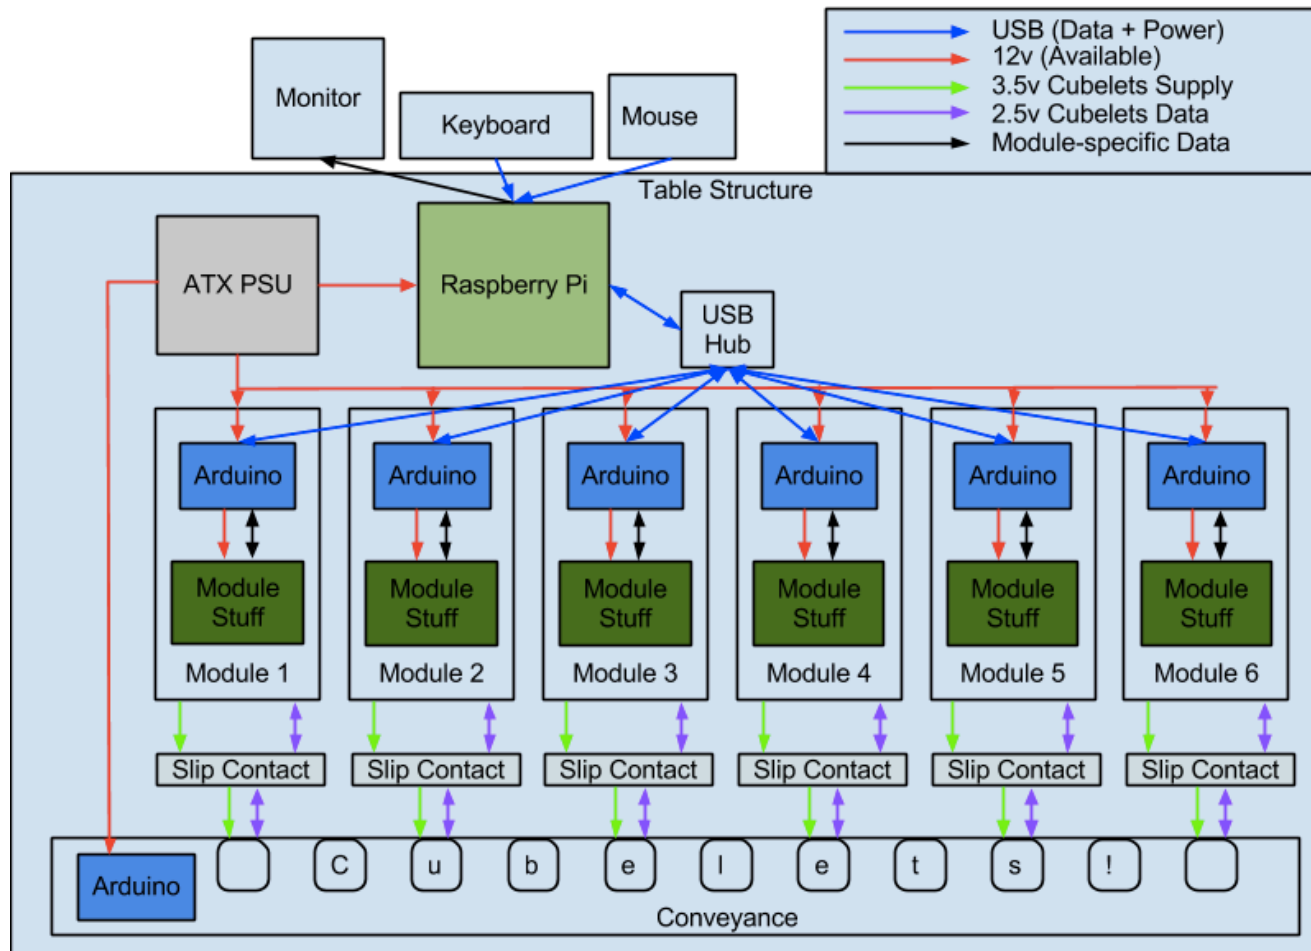 USB (Data + Power)
12v (Available)
3.5v Cubelets Supply
2.5v Cubelets Data
Module-specific Data
Monitor
Keyboard
Mouse
Table Structure
ATX PSU
Raspberry Pi
USB
Hub
Arduino
Arduino
Arduino
Arduino
Arduino
Arduino
Module
Stuff
Module
Stuff
Module
Stuff
Module
Stuff
Module
Stuff
Module
Stuff
Module 1
Module 2
Module 3
Module 4
Module 5
Module 6
Slip Contact
Slip Contact
Slip Contact
Slip Contact
Slip Contact
Slip Contact
C u b e l e t s !
Arduino
Conveyance